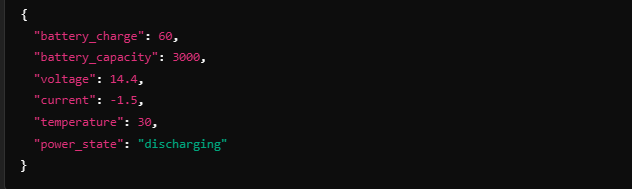 {
"battery_charge": 60,
"battery_capacity": 3000,
"voltage": 14.4,
"current": -1.5,
"temperature": 30,
"power_state": "discharging"
}